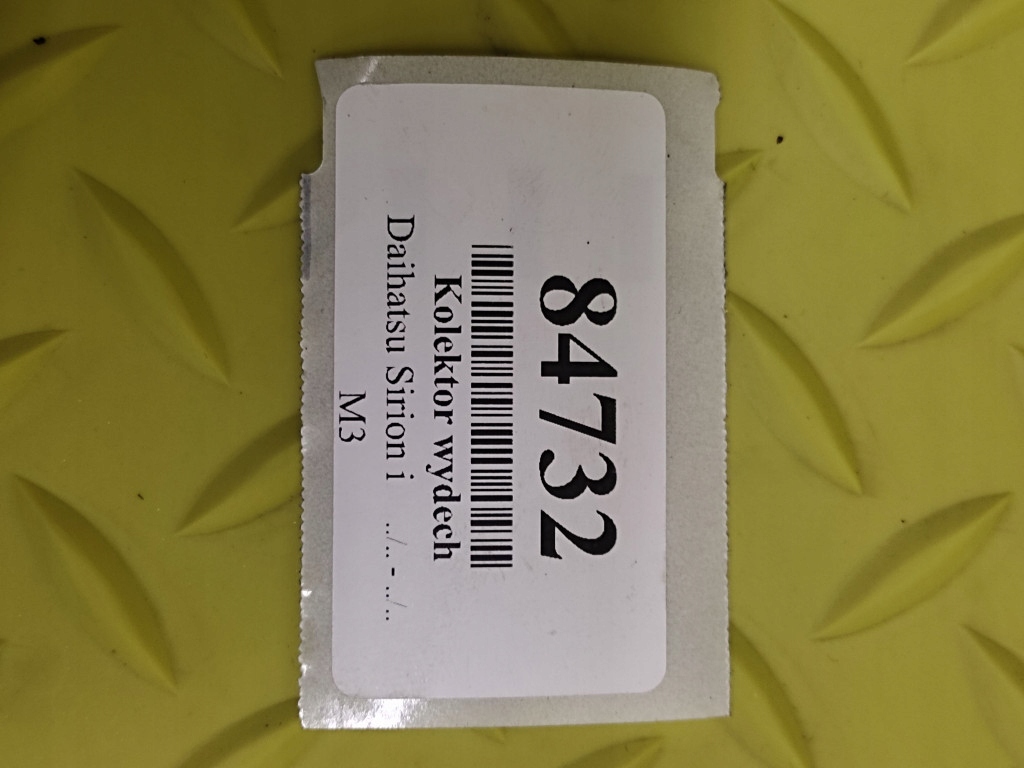 84732
Kolektor wydech
Daihatsu Sirion i ../.. - ../..
M3